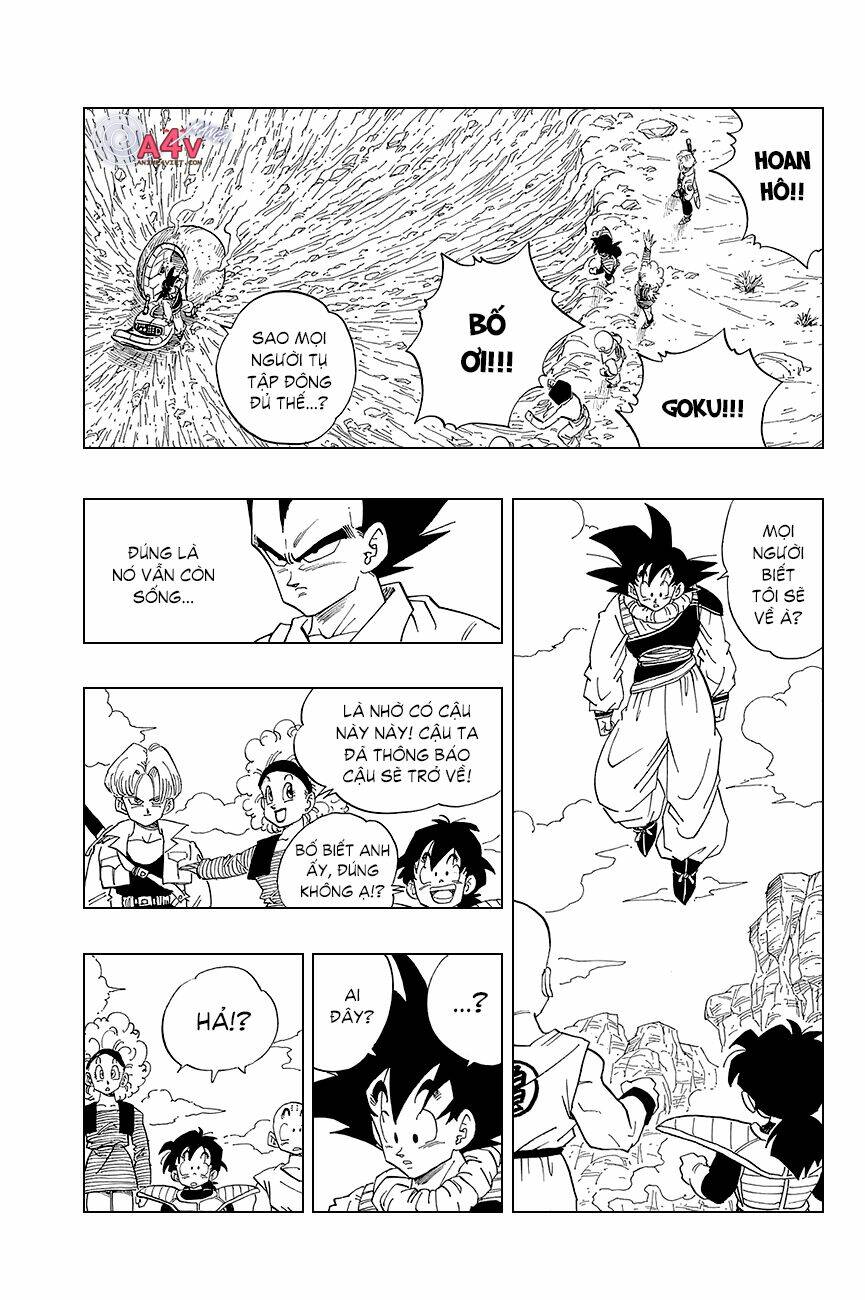 A4V
ANIME4VIET.COM
HOAN
HÔ!!
BỐ
ƠI!!!
GOKU!!!
SAO MỌI
NGƯỜI TỤ
TẬP ĐÔNG
ĐỦ THẾ...?
ĐÚNG LÀ
NÓ VẪN CÒN
SỐNG...
MỌI
NGƯỜI
BIẾT
TÔI SẼ
VỀ À?
LÀ NHỜ CÓ CẬU
NÀY NÀY! CẬU TA
ĐÃ THÔNG BÁO
CẬU SẼ TRỞ VỀ!
BỐ BIẾT ANH
ẤY, ĐÚNG
KHÔNG Ạ!?
...?
AI
ĐÂY?
HẢ!?